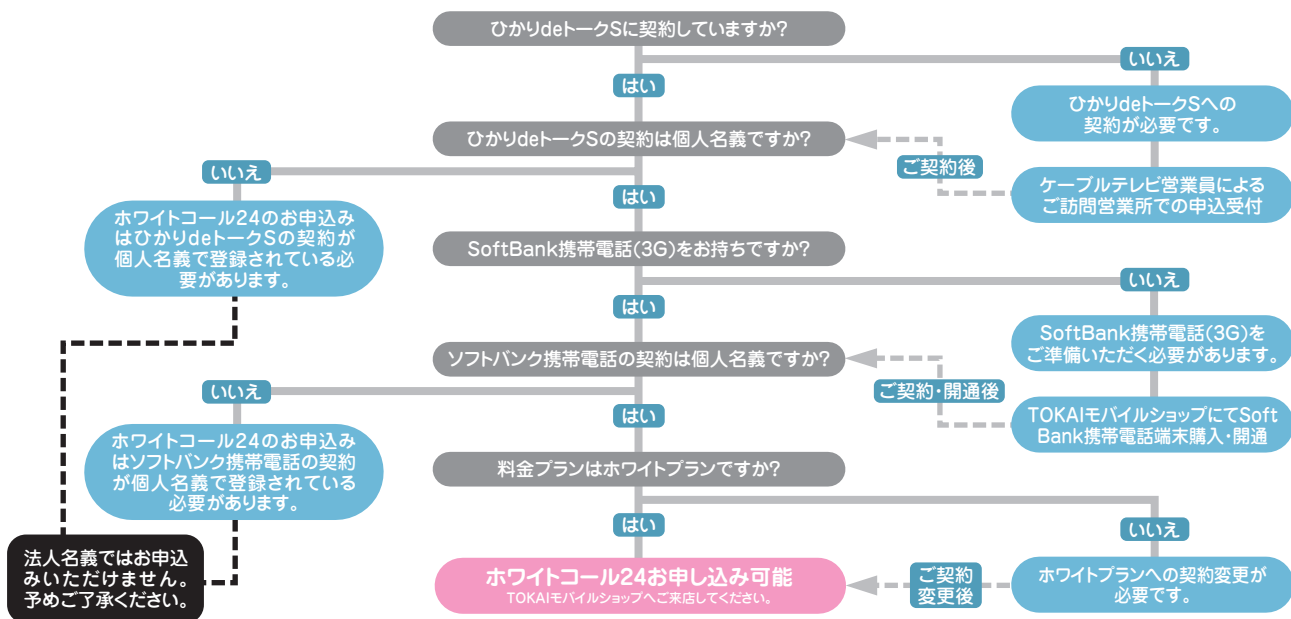 ひかりdeトークSに契約していますか?
いいえ
はい
ひかりdeトークSへの
契約が必要です。
ひかりdeトークSの契約は個人名義ですか?
ご契約後
ケーブルテレビ営業員による
ご訪問営業所での申込受付
いいえ
はい
ホワイトコール24のお申込み
はひかりdeトークSの契約が
個人名義で登録されている必
要があります。
SoftBank携帯電話(3G)をお持ちですか?
いいえ
はい
SoftBank携帯電話(3G)を
ご準備いただく必要があります。
ソフトバンク携帯電話の契約は個人名義ですか?
ご契約・開通後
TOKAIモバイルショップにてSoft
Bank携帯電話端末購入・開通
いいえ
はい
ホワイトコール24のお申込み
はソフトバンク携帯電話の契約
が個人名義で登録されている
必要があります。
料金プランはホワイトプランですか?
はい
いいえ
法人名義ではお申込
みいただけません。
予めご了承ください。
ホワイトコール24お申し込み可能
TOKAIモバイルショップへご来店してください。
ご契約
変更後
ホワイトプランへの契約変更が
必要です。